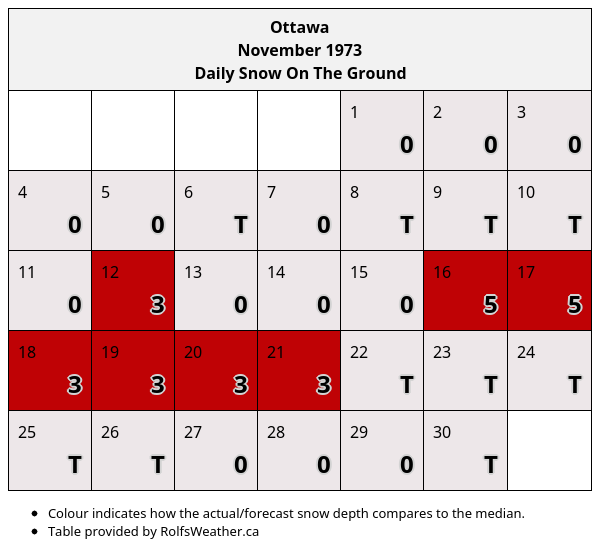 Ottawa
November 1973
Daily Snow On The Ground
1 2 3
0 0 0
4 5 6 7 8 9 10
0 0 T 0 T T T
11 12 13 14 15 16 17
0 3 0 0 0 5 5
18 19 20 21 22 23 24
3 3 3 3 T T T
25 26 27 28 29 30
T T 0 0 0 T
• Colour indicates how the actual/forecast snow depth compares to the median.
• Table provided by RolfsWeather.ca